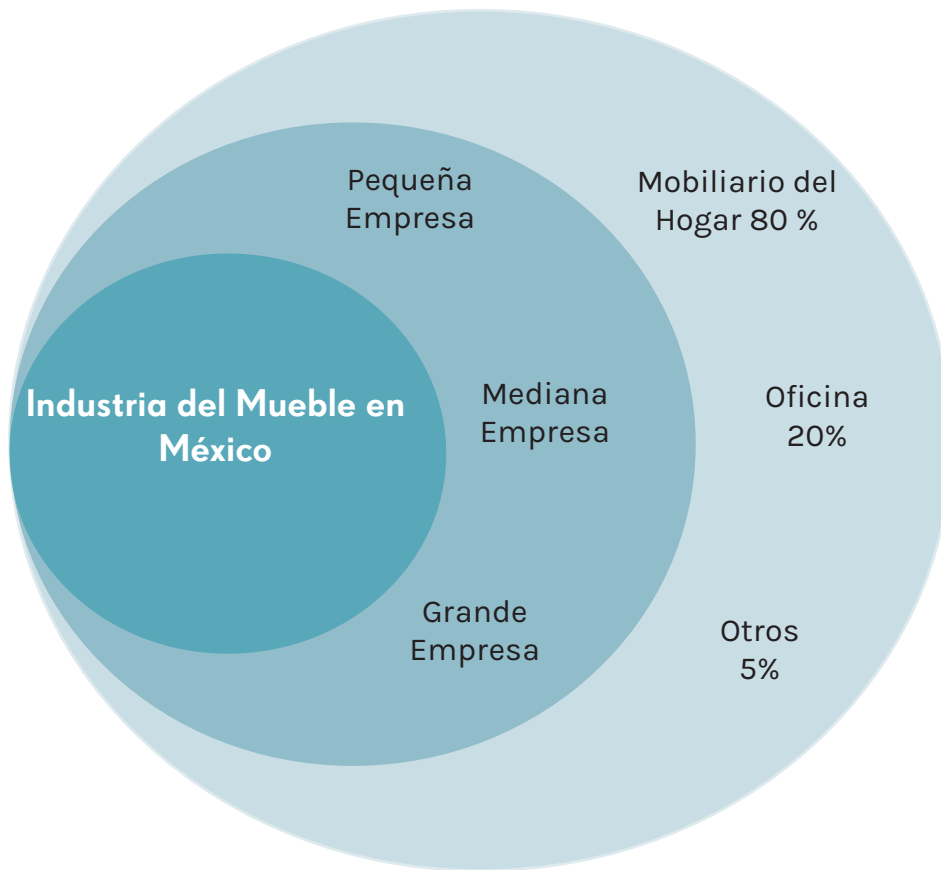 Industria del Mueble en
México
Pequeña
Empresa
Mediana
Empresa
Grande
Empresa
Mobiliario del
Hogar 80 %
Oficina
20%
Otros
5%